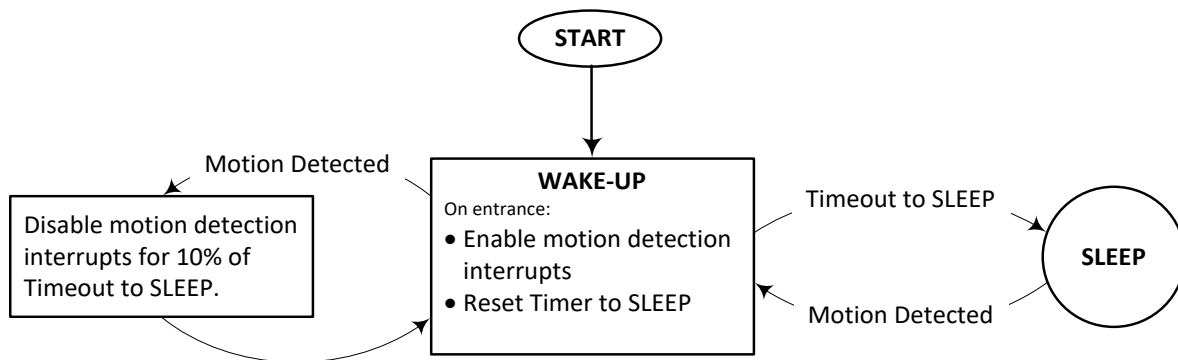 START
Motion Detected
Disable motion detection
interrupts for 10% of
Timeout to SLEEP.
WAKE-UP
On entrance:
• Enable motion detection
interrupts
• Reset Timer to SLEEP
Timeout to SLEEP
SLEEP
Motion Detected